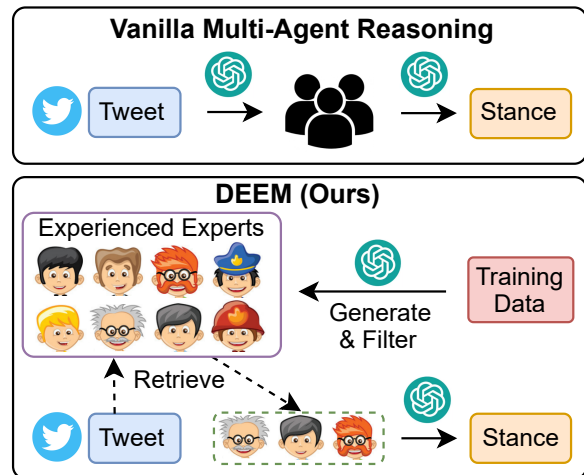 Vanilla Multi-Agent Reasoning
Tweet
Stance
DEEM (Ours)
Experienced Experts
Generate
& Filter
Training
Data
Retrieve
Tweet
Stance